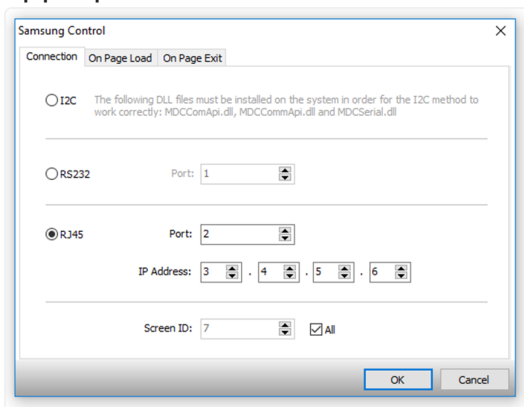 Samsung Control
Connection On Page Load On Page Exit
I2C The following DLL files must be installed on the system in order for the I2C method to
work correctly: MDCComApi.dll, MDCCommApi.dll and MDCSerial.dll
RS232 Port: 1
RJ45 Port: 2
IP Address: 3 . 4 . 5 . 6
Screen ID: 7 All
OK Cancel